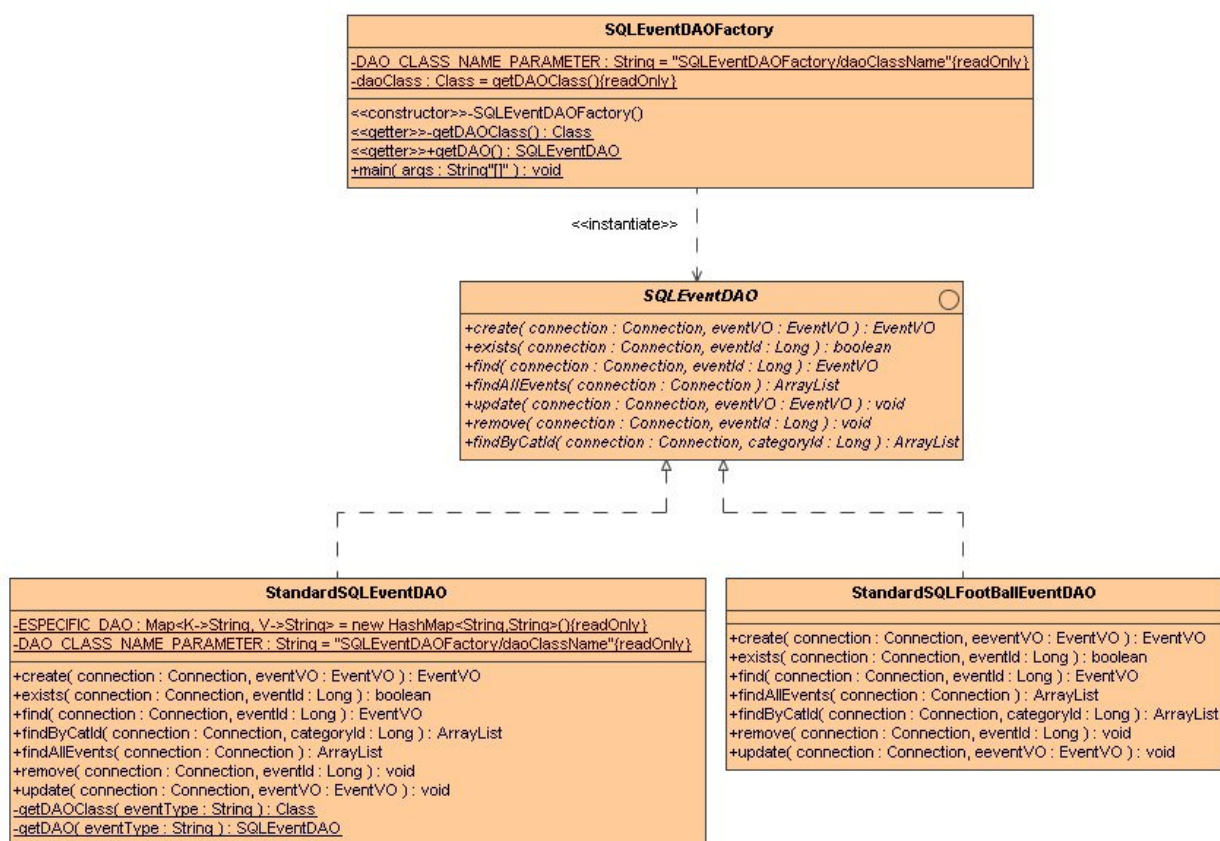 SQLEventDAOFactory
-DAO_CLASS_NAME_PARAMETER : String = "SQLEventDAOFactory/daoClassName"{readOnly}
-daoClass : Class = getDAOClass(){readOnly}
<<constructor>>-SQLEventDAOFactory()
<<getter>>-getDAOClass() : Class
<<getter>>+getDAO() : SQLEventDAO
+main( args : String"[]" ) : void
<<instantiate>>
SQLEventDAO
+create( connection : Connection, eventVO : EventVO ) : EventVO
+exists( connection : Connection, eventId : Long ) : boolean
+find( connection : Connection, eventId : Long ) : EventVO
+findAllEvents( connection : Connection ) : ArrayList
+update( connection : Connection, eventVO : EventVO ) : void
+remove( connection : Connection, eventId : Long ) : void
+findByCatId( connection : Connection, categoryId : Long ) : ArrayList
StandardSQLEventDAO
-ESPECIFIC_DAO : Map<K->String, V->String> = new HashMap<String,String>(){readOnly}
-DAO_CLASS_NAME_PARAMETER : String = "SQLEventDAOFactory/daoClassName"{readOnly}
+create( connection : Connection, eventVO : EventVO ) : EventVO
+exists( connection : Connection, eventId : Long ) : boolean
+find( connection : Connection, eventId : Long ) : EventVO
+findByCatId( connection : Connection, categoryId : Long ) : ArrayList
+findAllEvents( connection : Connection ) : ArrayList
+remove( connection : Connection, eventId : Long ) : void
+update( connection : Connection, eventVO : EventVO ) : void
-getDAOClass( eventType : String ) : Class
-getDAO( eventType : String ) : SQLEventDAO
StandardSQLFootBallEventDAO
+create( connection : Connection, eeventVO : EventVO ) : EventVO
+exists( connection : Connection, eventId : Long ) : boolean
+find( connection : Connection, eventId : Long ) : EventVO
+findAllEvents( connection : Connection ) : ArrayList
+findByCatId( connection : Connection, categoryId : Long ) : ArrayList
+remove( connection : Connection, eventId : Long ) : void
+update( connection : Connection, eeventVO : EventVO ) : void